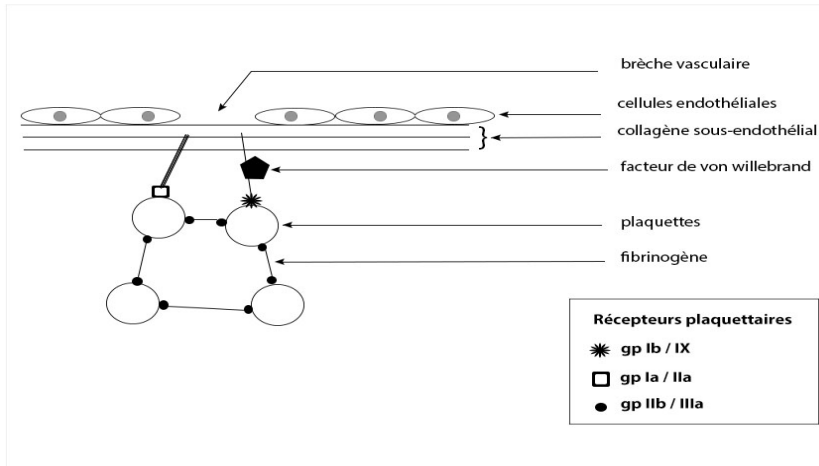 brèche vasculaire
cellules endothéliales
collagène sous-endothélial
facteur de von willebrand
plaquettes
fibrinogène
Récepteurs plaquettaires
gp Ib / IX
gp Ia / IIa
gp IIb / IIIa